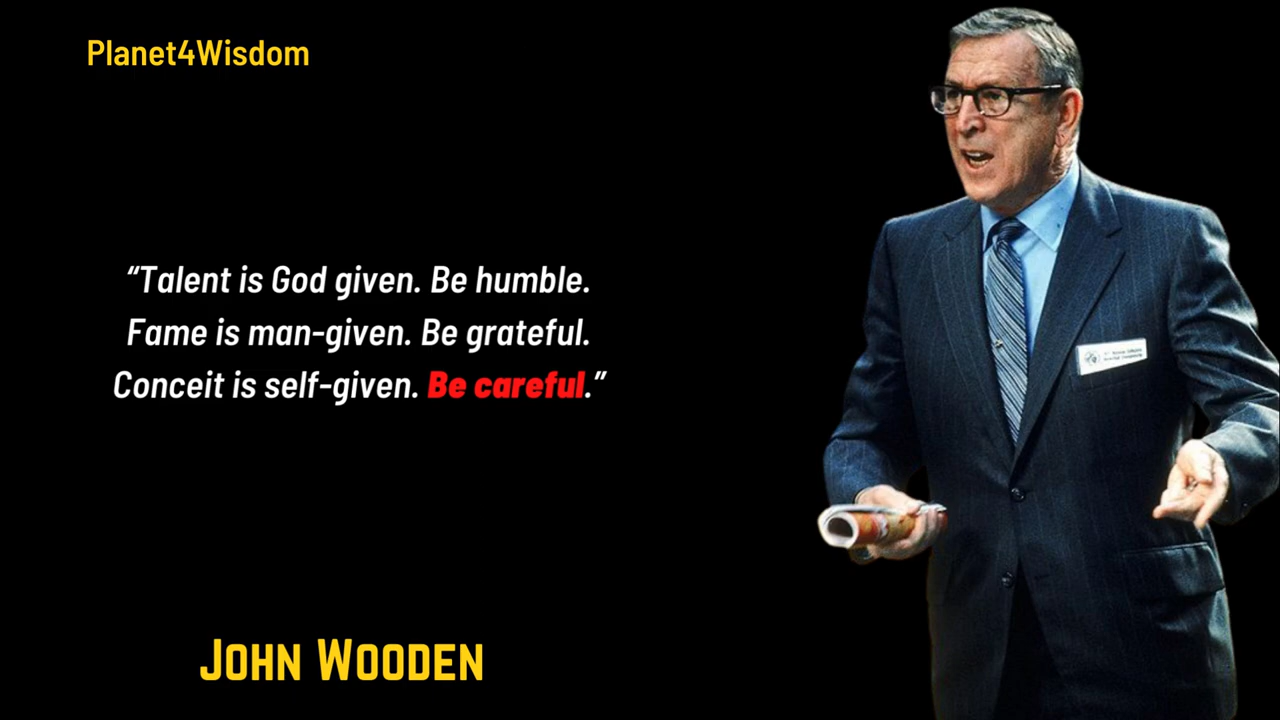 Planet4Wisdom
“Talent is God given. Be humble.
Fame is man-given. Be grateful.
Conceit is self-given. Be careful.”
John Wooden